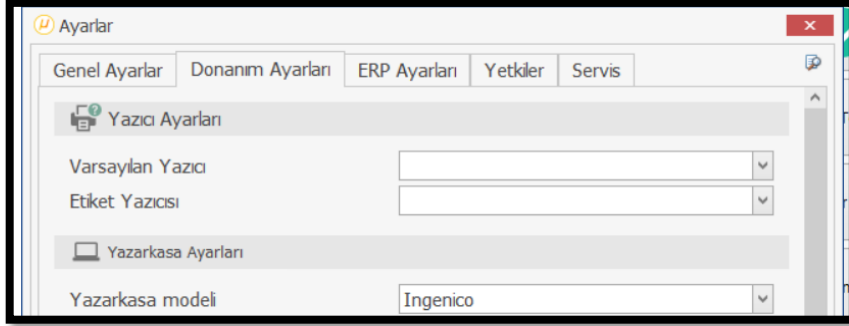 µ Ayarlar
Genel Ayarlar Donanım Ayarları ERP Ayarları Yetkiler Servis
Yazıcı Ayarları
Varsayılan Yazıcı
Etiket Yazıcısı
Yazarkasa Ayarları
Yazarkasa modeli Ingenico